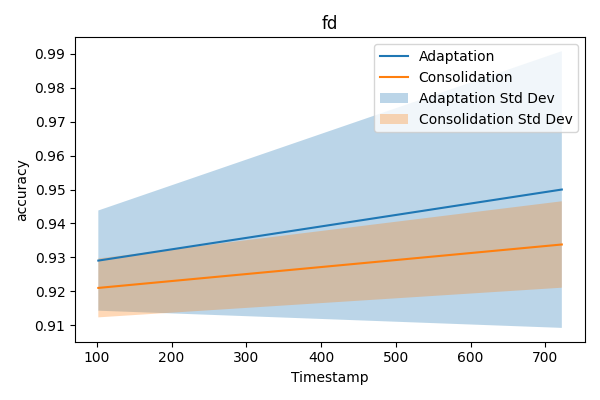 fd
0.99
0.98
0.97
0.96
0.95
0.94
0.93
0.92
0.91
accuracy
Adaptation
Consolidation
Adaptation Std Dev
Consolidation Std Dev
100 200 300 400 500 600 700
Timestamp